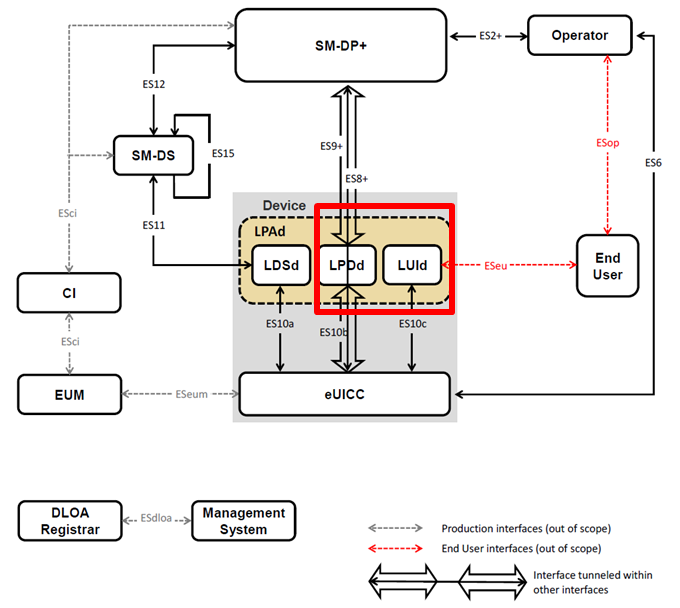 SM-DP+
ES2+
Operator
ES12
SM-DS
ES15
ES9+
ES8+
ESop
ES6
ESci
ES11
Device
LPAd
LDSd
LPDd
LUId
ESeu
End
User
CI
ES10a
ES10b
ES10c
ESci
EUM
ESeum
eUICC
DLOA
Registrar
ESdloa
Management
System
Production interfaces (out of scope)
End User interfaces (out of scope)
Interface tunneled within
other interfaces